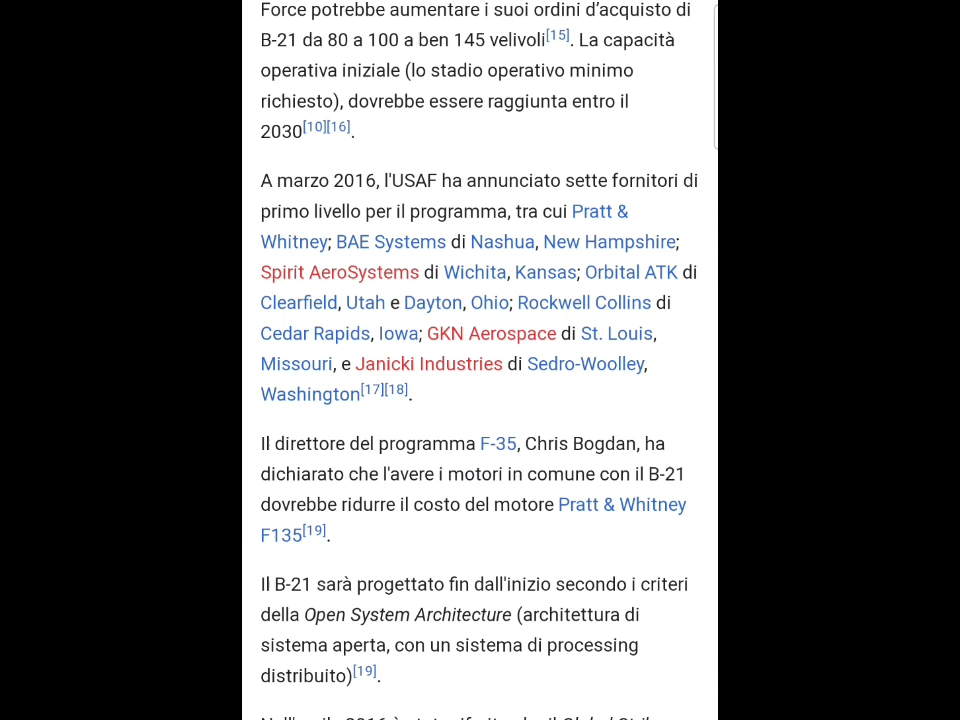 Force potrebbe aumentare i suoi ordini d’acquisto di
B-21 da 80 a 100 a ben 145 velivoli[15]. La capacità
operativa iniziale (lo stadio operativo minimo
richiesto), dovrebbe essere raggiunta entro il
2030[10][16].
A marzo 2016, l'USAF ha annunciato sette fornitori di
primo livello per il programma, tra cui Pratt &
Whitney; BAE Systems di Nashua, New Hampshire;
Spirit AeroSystems di Wichita, Kansas; Orbital ATK di
Clearfield, Utah e Dayton, Ohio; Rockwell Collins di
Cedar Rapids, Iowa; GKN Aerospace di St. Louis,
Missouri, e Janicki Industries di Sedro-Woolley,
Washington[17][18].
Il direttore del programma F-35, Chris Bogdan, ha
dichiarato che l'avere i motori in comune con il B-21
dovrebbe ridurre il costo del motore Pratt & Whitney
F135[19].
Il B-21 sarà progettato fin dall'inizio secondo i criteri
della Open System Architecture (architettura di
sistema aperta, con un sistema di processing
distribuito)[19].